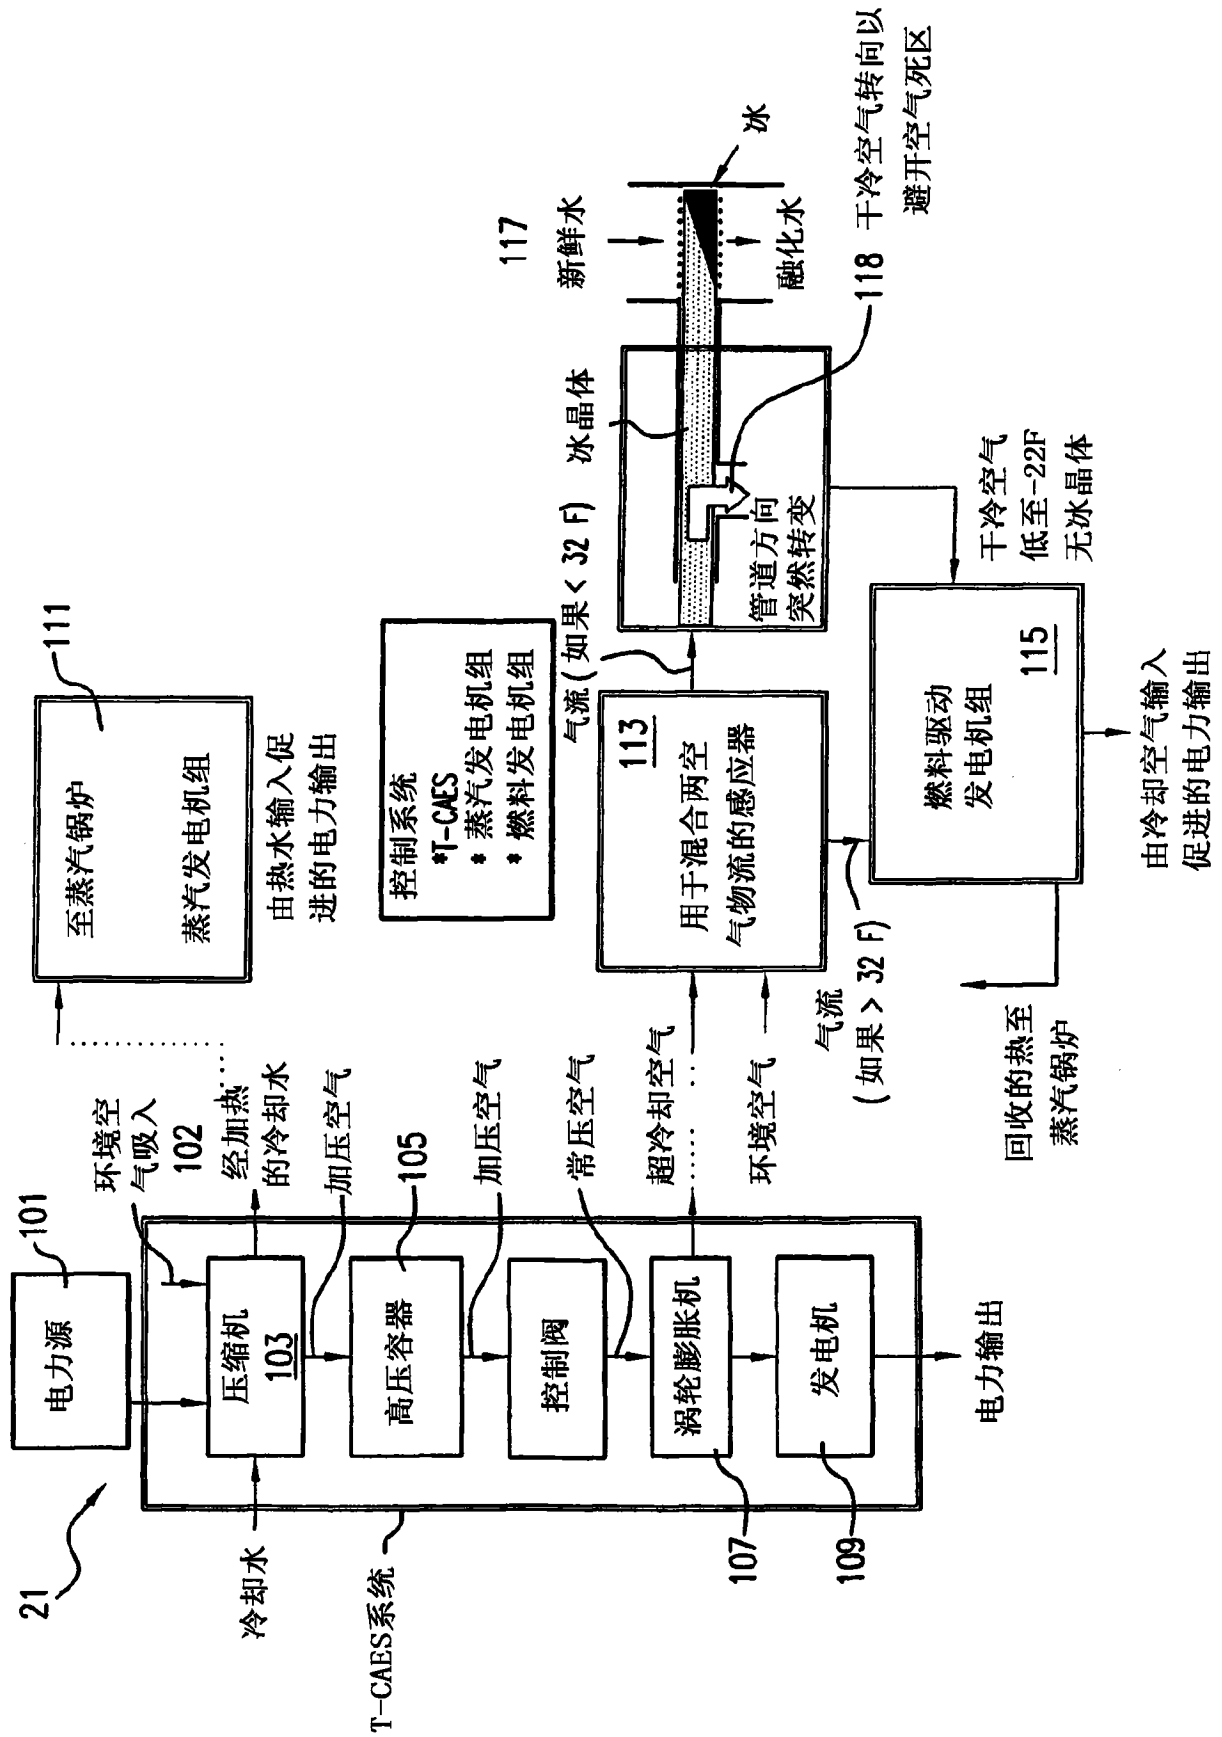 21
电力源
101
环境空
气吸入
102
冷却水
压缩机
103
经加热
的冷却水
加压空气
高压容器
105
加压空气
控制阀
常压空气
涡轮膨胀机
107
超冷却空气
环境空气
发电机
109
电力输出
T-CAES系统
至蒸汽锅炉
蒸汽发电机组
111
由热水输入促
进的电力输出
控制系统
*T-CAES
* 蒸汽发电机组
* 燃料发电机组
113
用于混合两空
气物流的感应器
气流(如果< 32 F)
气流
(如果> 32 F)
冰晶体
管道方向
突然转变
117
新鲜水
融化水
冰
118
干冷空气转向以
避开空气死区
干冷空气
低至-22F
无冰晶体
燃料驱动
发电机组
115
回收的热至
蒸汽锅炉
由冷却空气输入
促进的电力输出